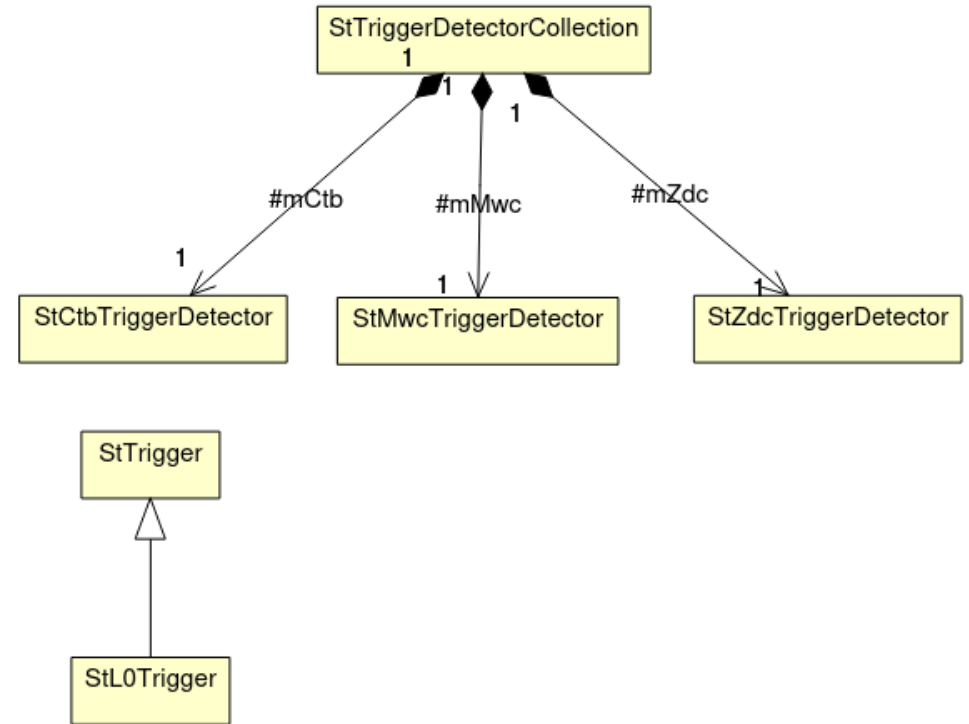 StTriggerDetectorCollection
1
1
1
#mCtb
#mMwc
#mZdc
1
1
1
StCtbTriggerDetector
StMwcTriggerDetector
StZdcTriggerDetector
StTrigger
StL0Trigger